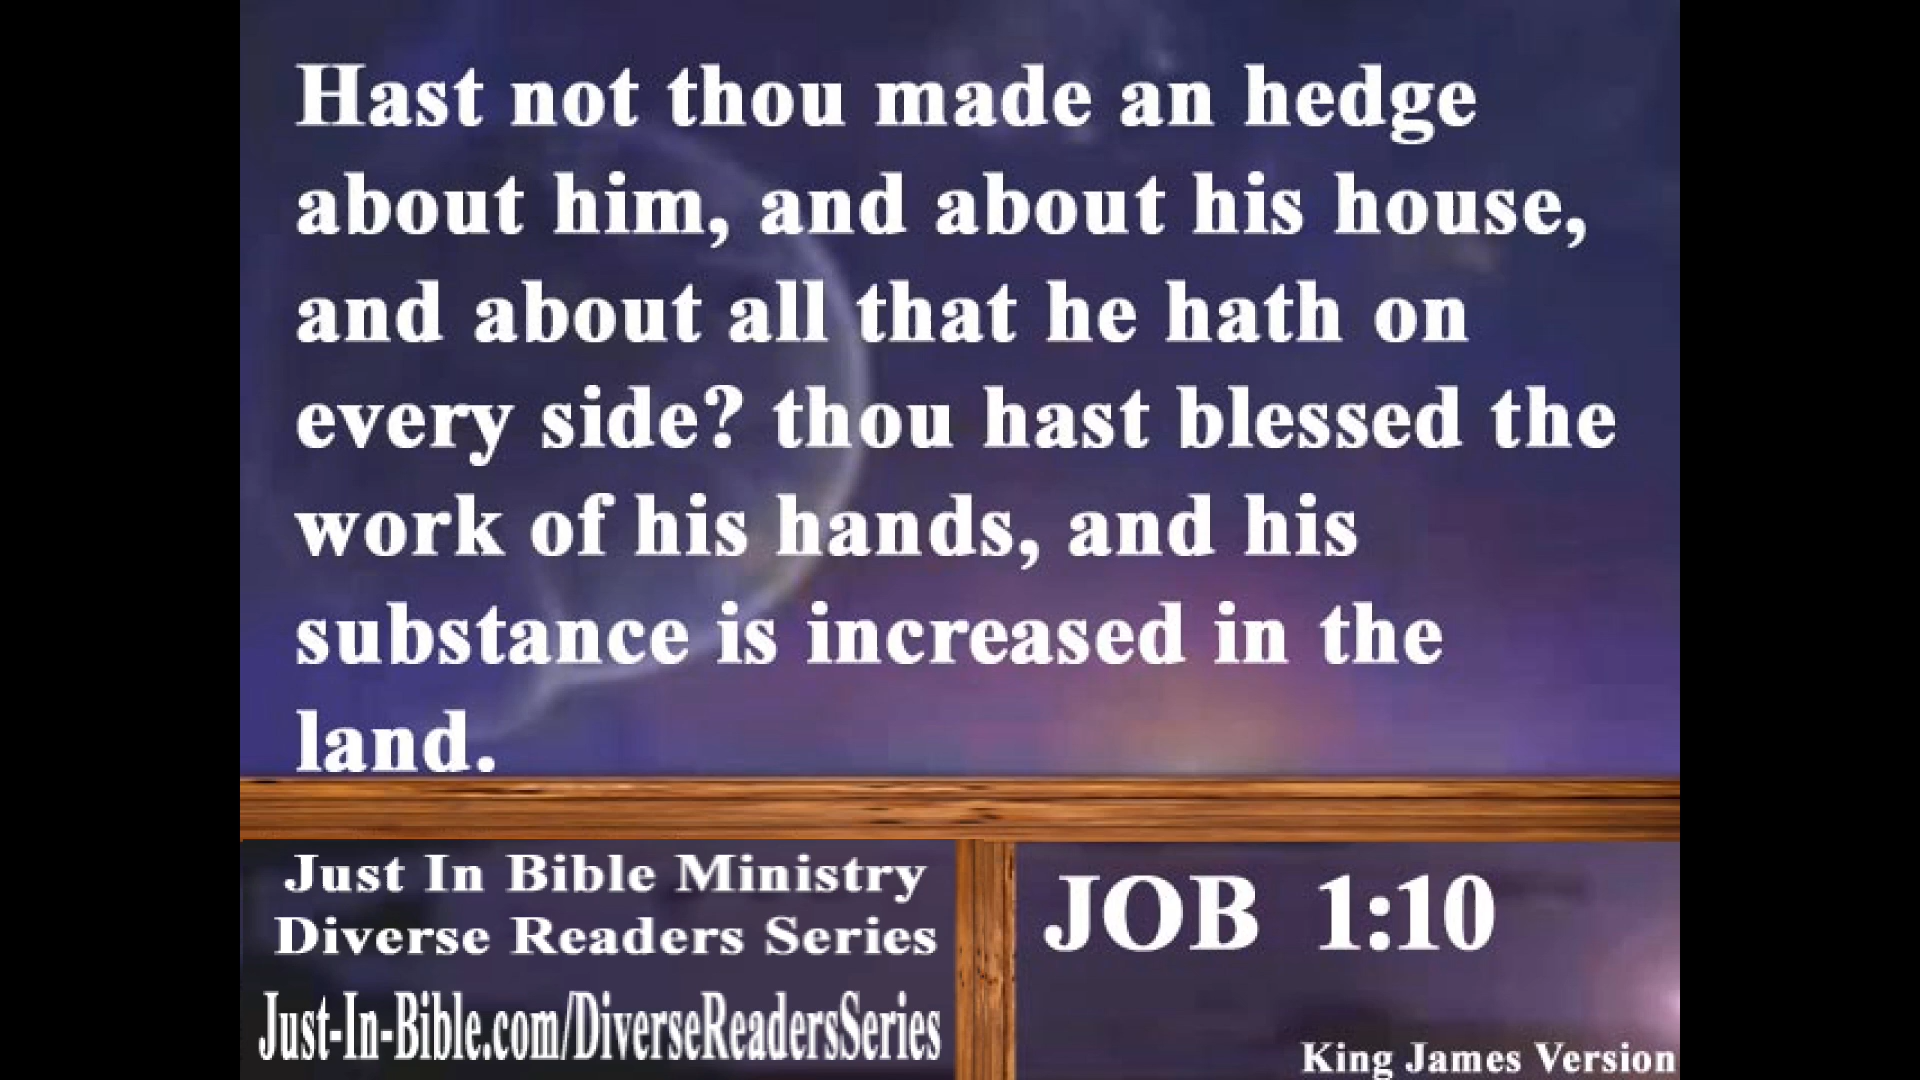 Hast not thou made an hedge
about him, and about his house,
and about all that he hath on
every side? thou hast blessed the
work of his hands, and his
substance is increased in the
land.
Just In Bible Ministry
Diverse Readers Series
Just-In-Bible.com/DiverseReadersSeries
JOB 1:10
King James Version